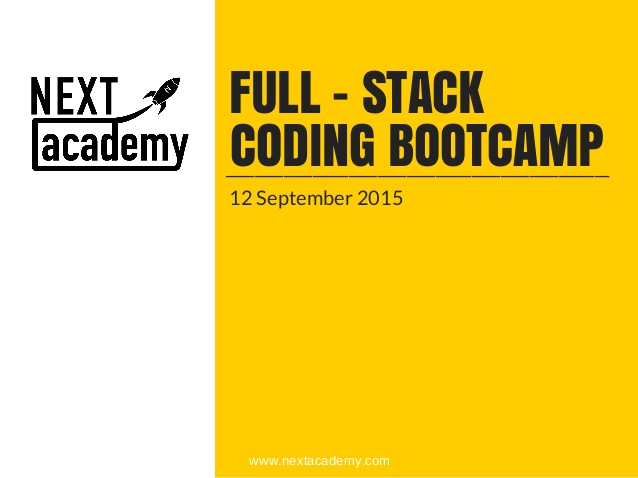 NEXT
academy
N
FULL - STACK
CODING BOOTCAMP
12 September 2015
www.nextacademy.com